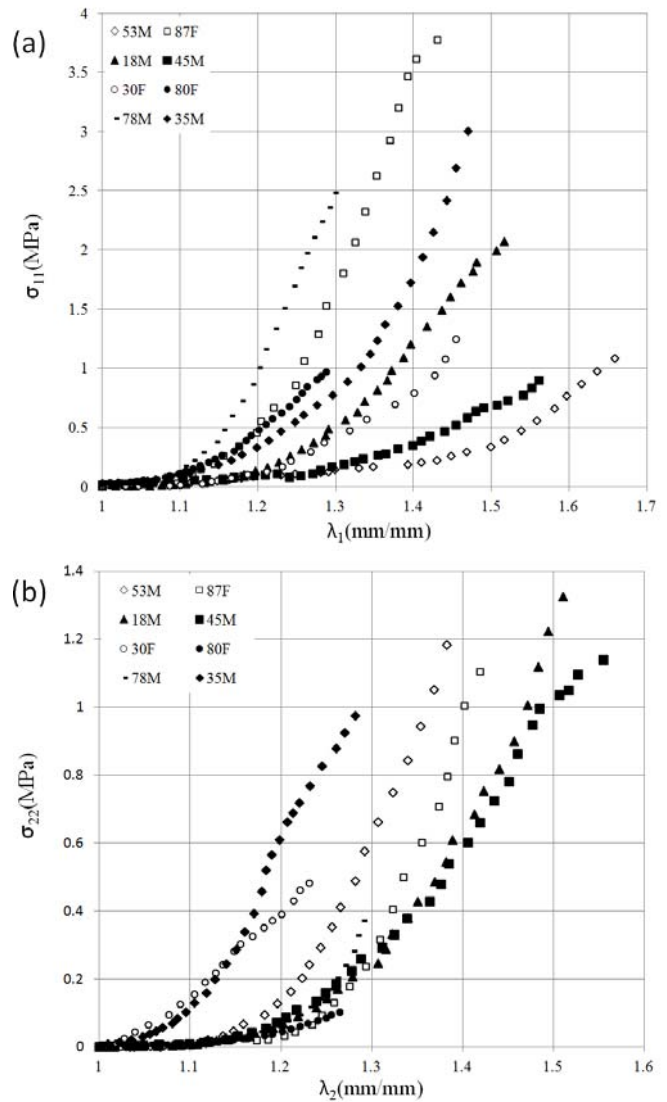 (a)
53M 87F
18M 45M
30F 80F
78M 35M
4
3.5
3
2.5
2
1.5
1
0.5
0
σ11(MPa)
1 1.1 1.2 1.3 1.4 1.5 1.6 1.7
λ1(mm/mm)
(b)
53M 87F
18M 45M
30F 80F
78M 35M
1.4
1.2
1
0.8
0.6
0.4
0.2
0
σ22(MPa)
1 1.1 1.2 1.3 1.4 1.5 1.6
λ2(mm/mm)